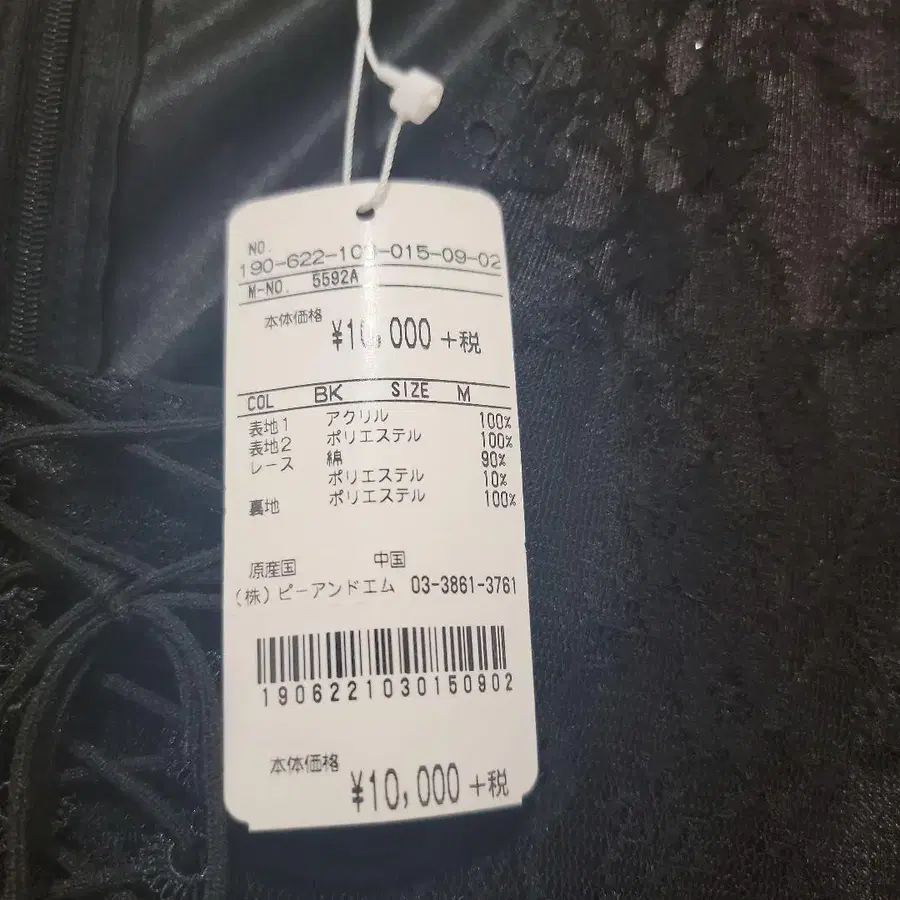 NO.
190-622-103-015-09-02
M-NO. 5592A
本体価格 ¥10,000 +税
COL BK SIZE M
表地1 アクリル 100%
表地2 ポリエステル 100%
レース 綿 90%
ポリエステル 10%
裏地 ポリエステル 100%
原産国 中国
(株)ピーアンドエム 03-3861-3761
1906221030150902
本体価格 ¥10,000 +税